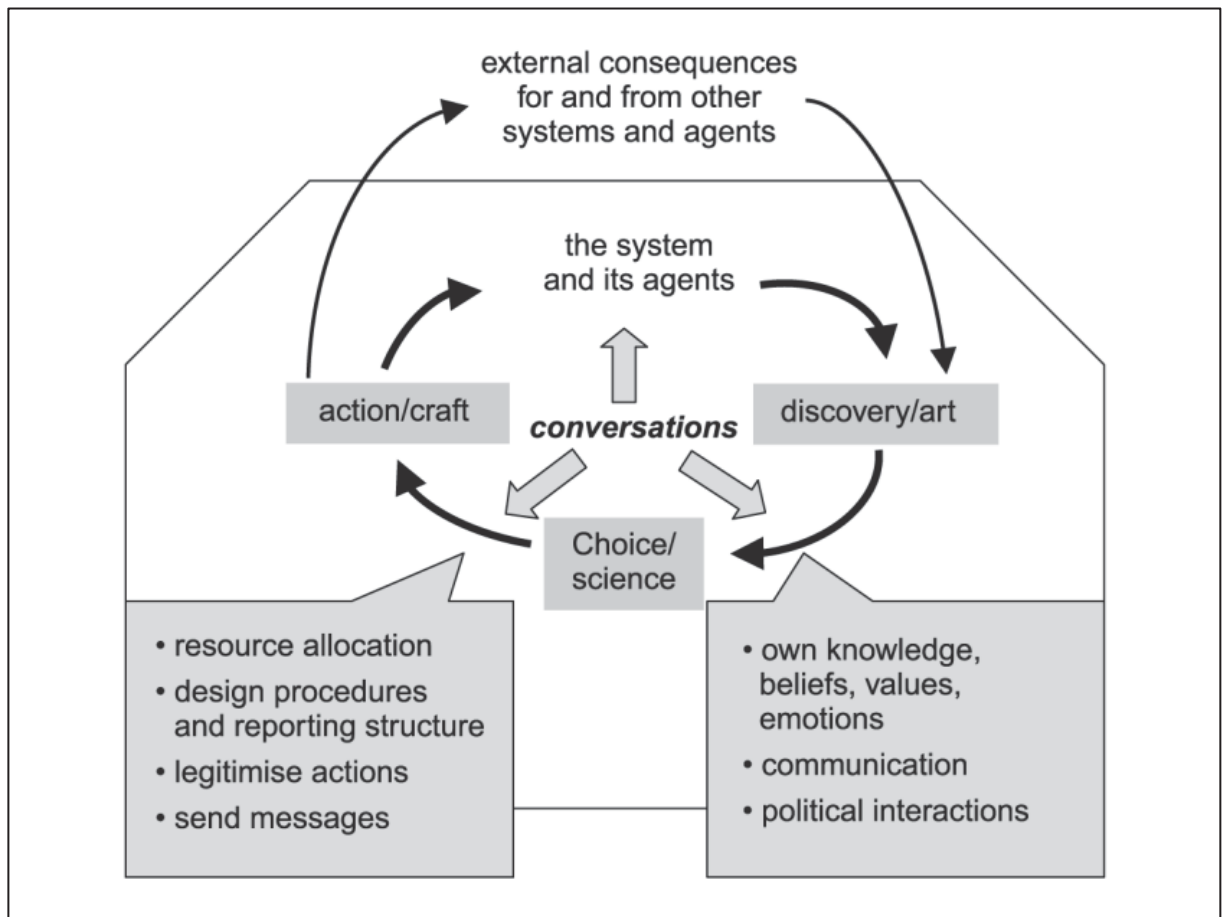 external consequences
for and from other
systems and agents
the system
and its agents
action/craft
conversations
discovery/art
Choice/
science
• resource allocation
• design procedures
and reporting structure
• legitimise actions
• send messages
• own knowledge,
beliefs, values,
emotions
• communication
• political interactions